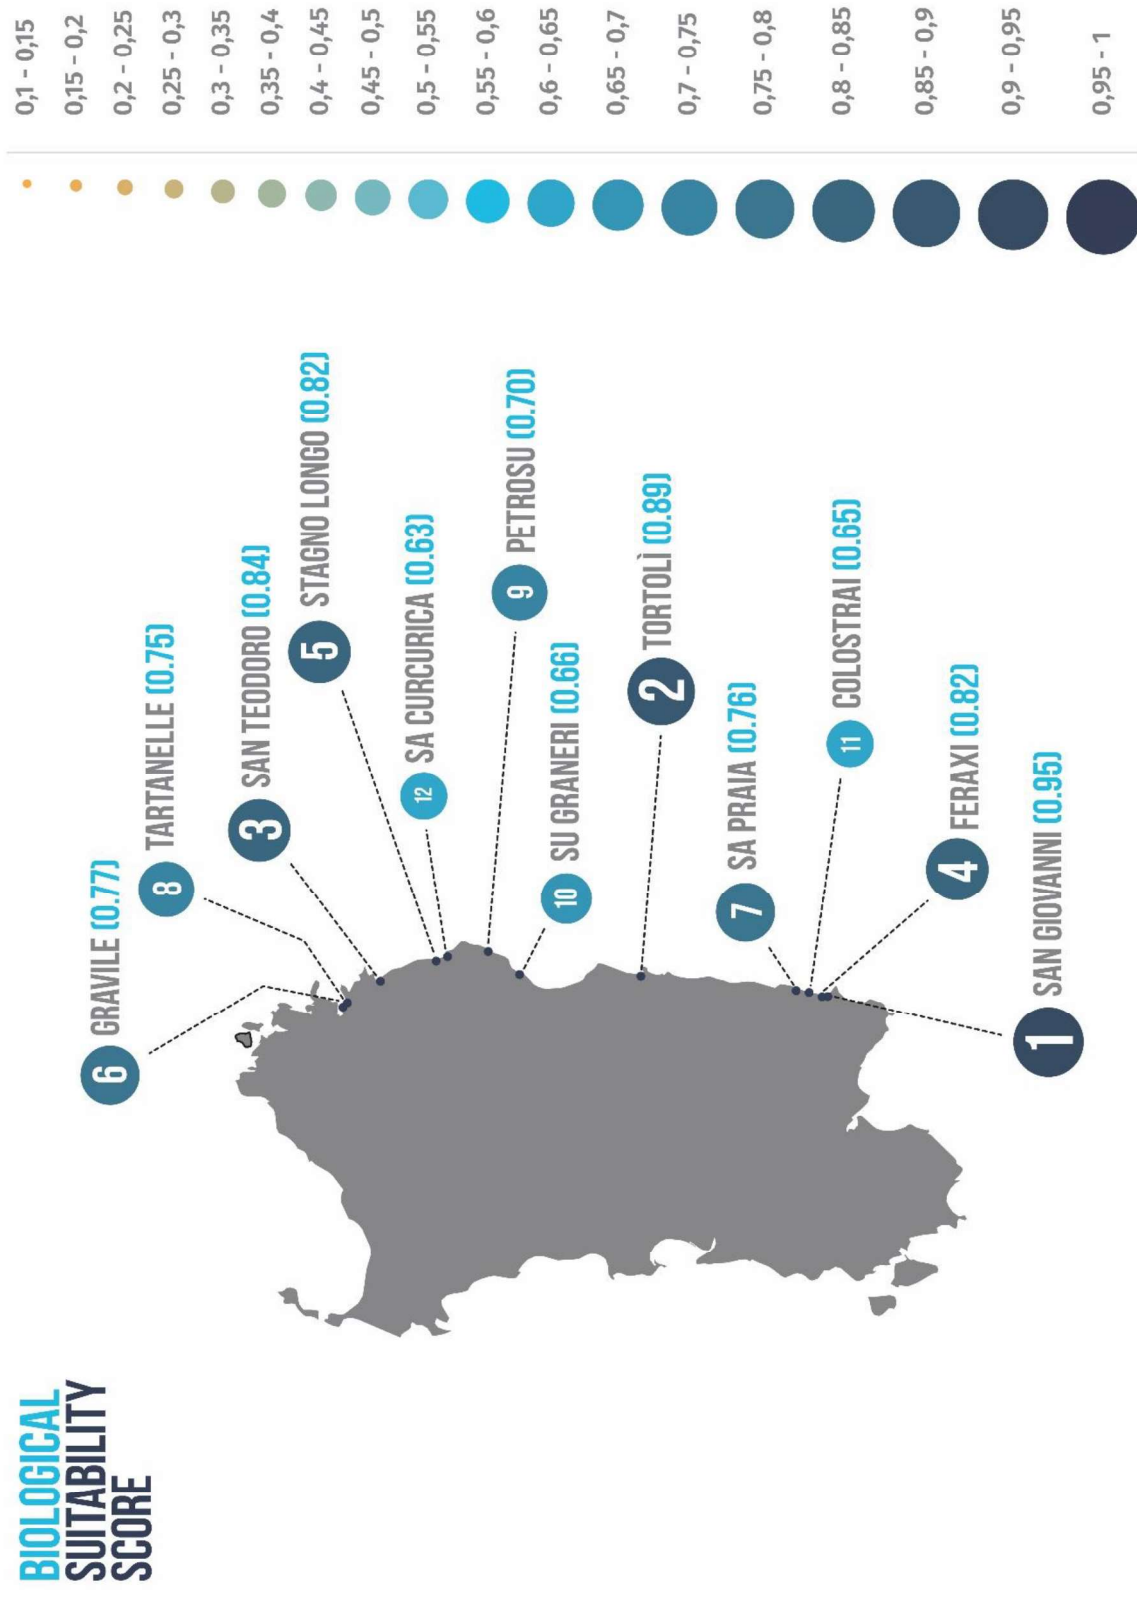 BIOLOGICAL
SUITABILITY
SCORE
6 GRAVILE (0.77)
8 TARTANELLE (0.75)
3 SAN TEODORO (0.84)
5 STAGNO LONGO (0.82)
12 SA CURCURICA (0.63)
9 PETROSU (0.70)
10 SU GRANERI (0.66)
2 TORTOLÌ (0.89)
7 SA PRAIA (0.76)
11 COLOSTRAI (0.65)
4 FERAXI (0.82)
1 SAN GIOVANNI (0.95)
0,1 - 0,15
0,15 - 0,2
0,2 - 0,25
0,25 - 0,3
0,3 - 0,35
0,35 - 0,4
0,4 - 0,45
0,45 - 0,5
0,5 - 0,55
0,55 - 0,6
0,6 - 0,65
0,65 - 0,7
0,7 - 0,75
0,75 - 0,8
0,8 - 0,85
0,85 - 0,9
0,9 - 0,95
0,95 - 1